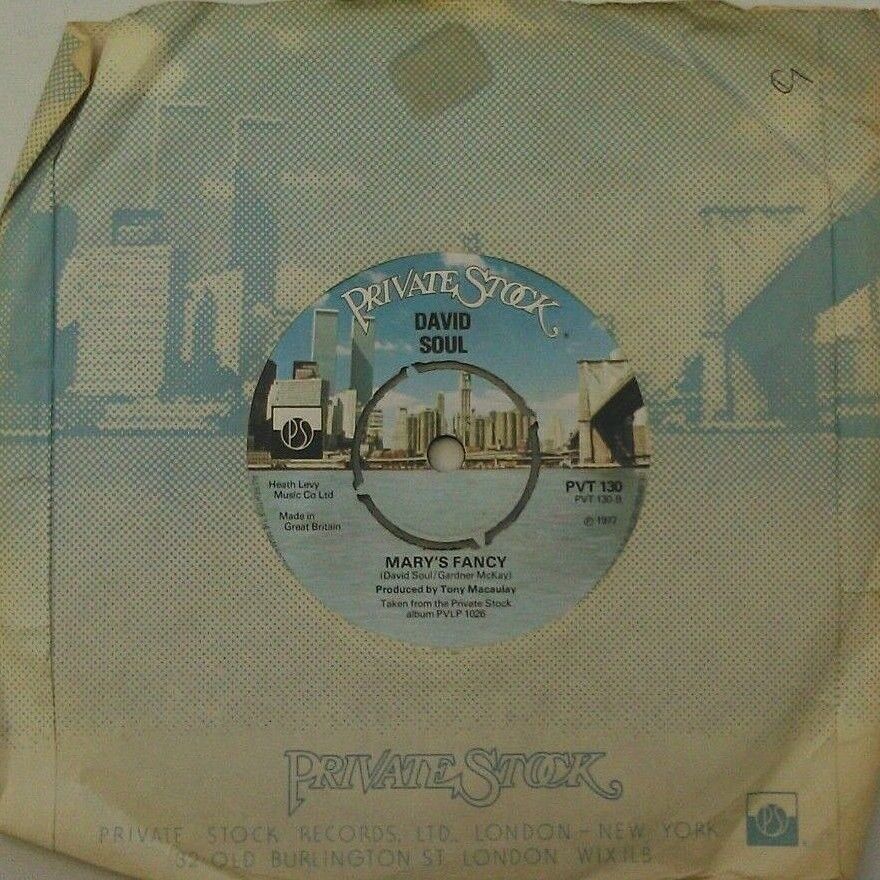 PRIVATE STOCK
DAVID
SOUL
PS
Heath Levy
Music Co Ltd
Made in
Great Britain
PVT 130
PVT 130-B
℗ 1977
MARY'S FANCY
(David Soul/Gardner McKay)
Produced by Tony Macaulay
Taken from the Private Stock
album PVLP 1026
PRIVATE STOCK
PRIVATE STOCK RECORDS. LTD., LONDON - NEW YORK
32 OLD BURLINGTON ST. LONDON W1X1LB
PS